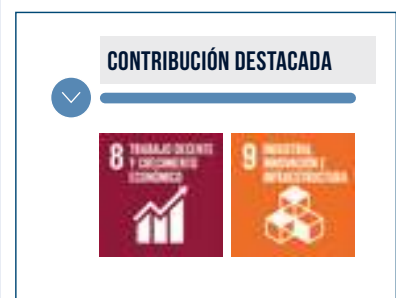 CONTRIBUCIÓN DESTACADA
8 TRABAJO DECENTE
Y CRECIMIENTO
ECONÓMICO
9 INDUSTRIA,
INNOVACIÓN E
INFRAESTRUCTURA